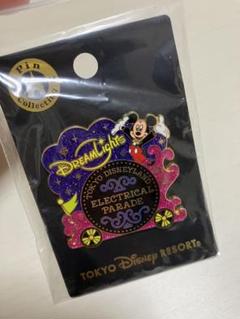 Pin
Collection
DREAMLights
TOKYO DISNEYLAND
ELECTRICAL
PARADE
TOKYO Disney RESORT®